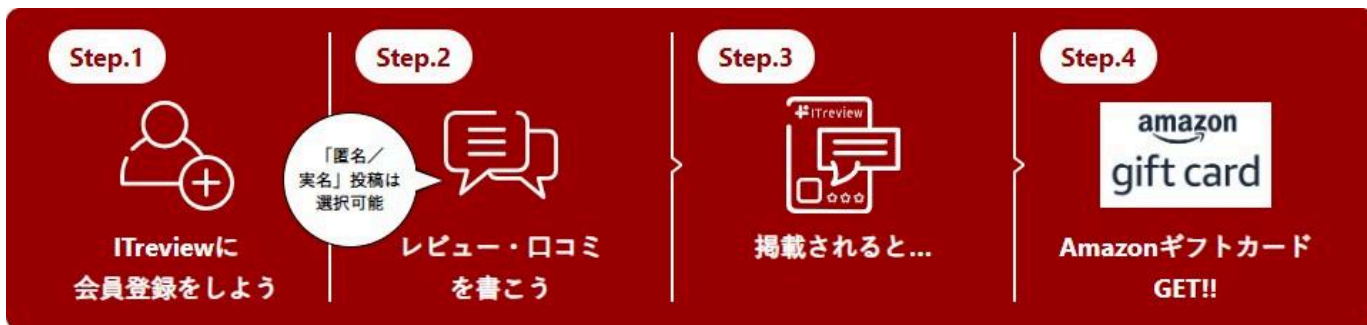 Step.1
ITreviewに
会員登録をしよう
「匿名／
実名」投稿は
選択可能
Step.2
レビュー・口コミ
を書こう
Step.3
ITreview
掲載されると...
Step.4
amazon
gift card
Amazonギフトカード
GET!!